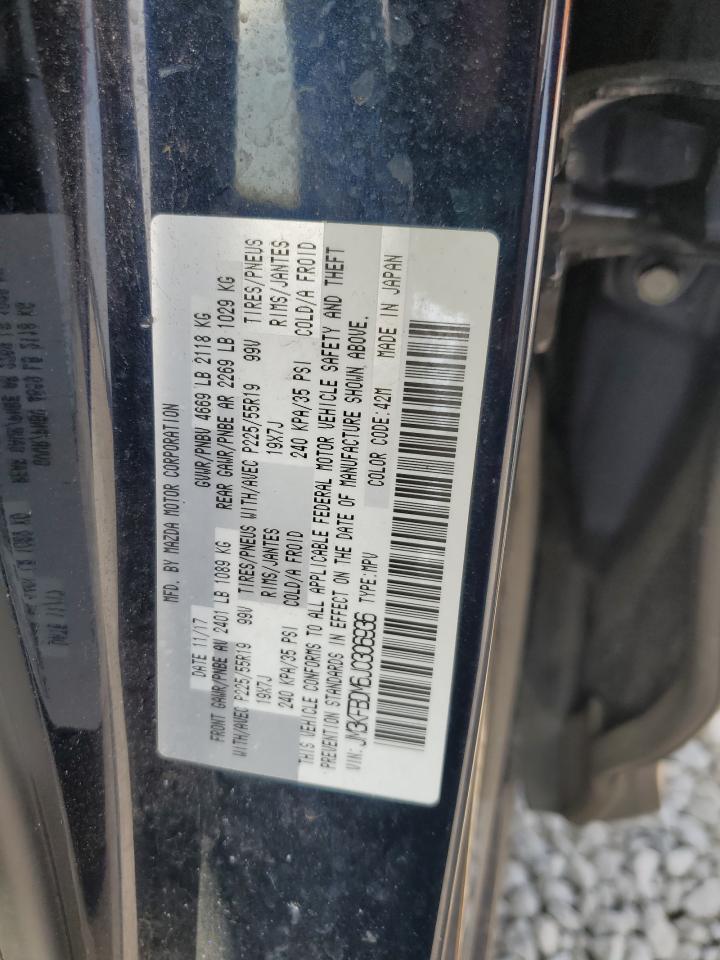 MFD. BY MAZDA MOTOR CORPORATION
DATE 11/17 GVWR/PNBV 4669 LB 2118 KG
FRONT GAWR/PNBE AV 2401 LB 1089 KG REAR GAWR/PNBE AR 2269 LB 1029 KG
WITH/AVEC P225/55R19 99V TIRES/PNEUS WITH/AVEC P225/55R19 99V TIRES/PNEUS
19X7J RIMS/JANTES 19X7J RIMS/JANTES
240 KPA/35 PSI COLD/A FROID 240 KPA/35 PSI COLD/A FROID
THIS VEHICLE CONFORMS TO ALL APPLICABLE FEDERAL MOTOR VEHICLE SAFETY AND THEFT
PREVENTION STANDARDS IN EFFECT ON THE DATE OF MANUFACTURE SHOWN ABOVE.
VIN: JM3KFBDM6J0306936 TYPE:MPV COLOR CODE:42M MADE IN JAPAN